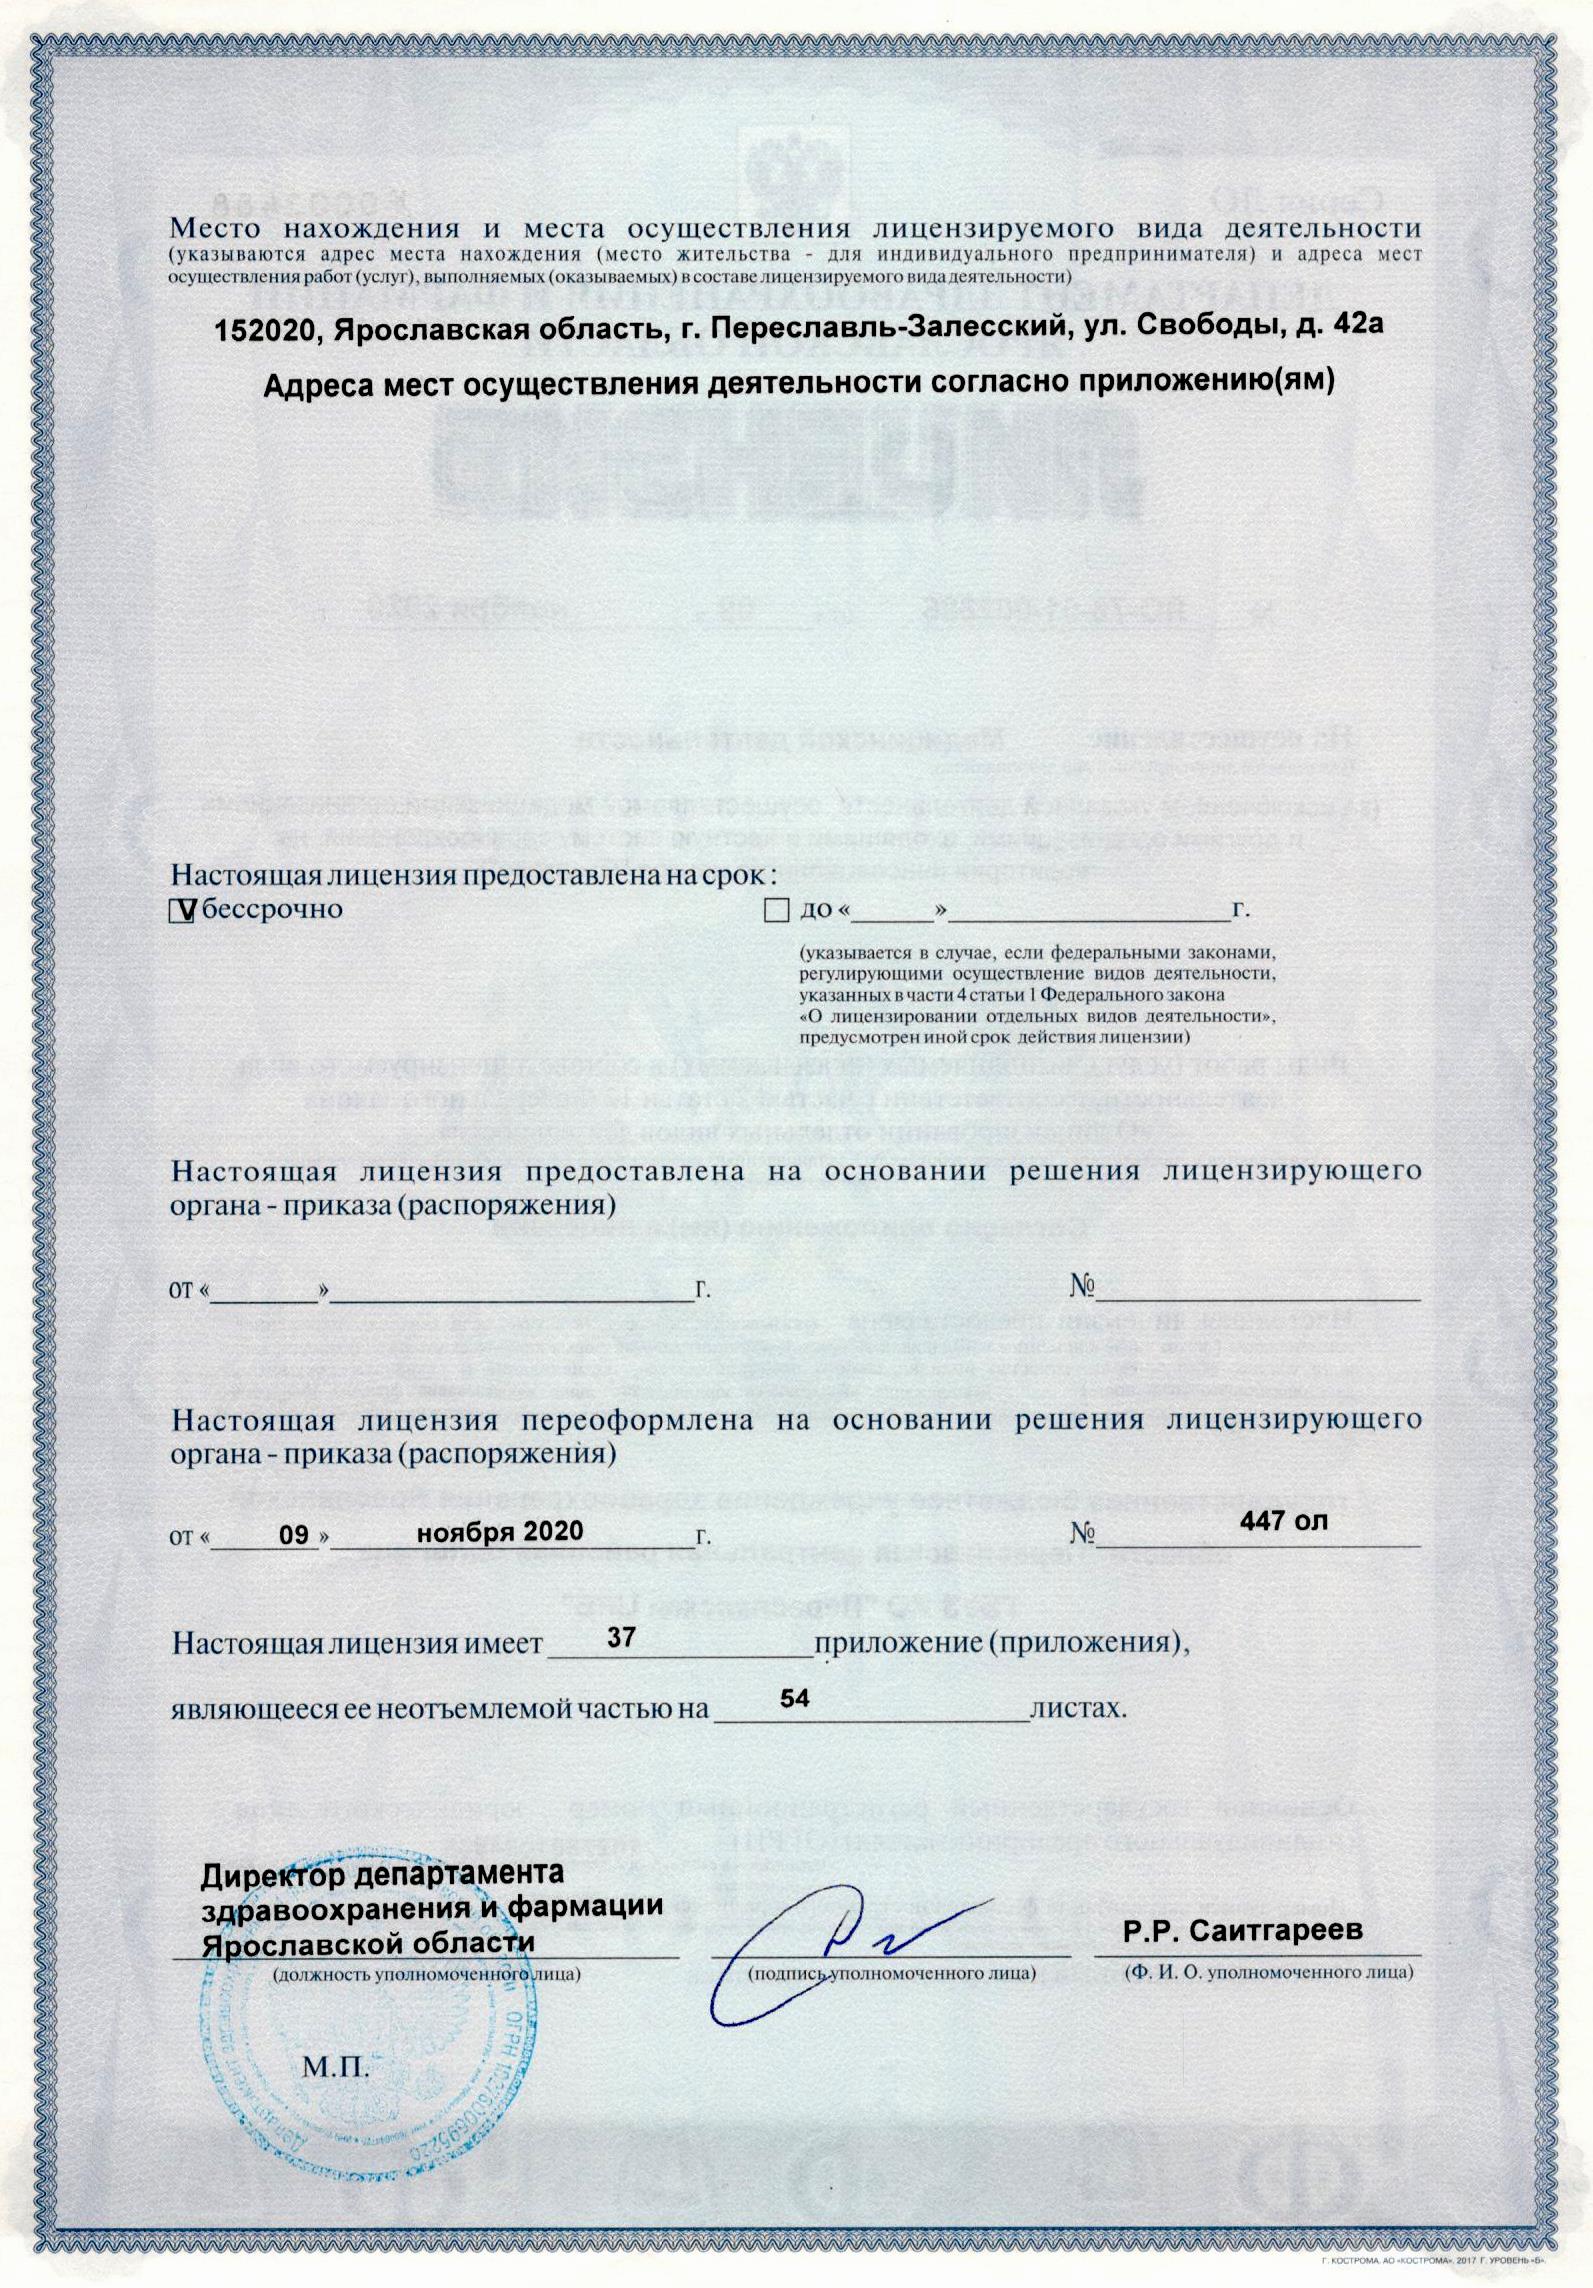 Место нахождения и места осуществления лицензируемого вида деятельности
(указываются адрес места нахождения (место жительства - для индивидуального предпринимателя) и адреса мест
осуществления работ (услуг), выполняемых (оказываемых) в составе лицензируемого вида деятельности)
152020, Ярославская область, г. Переславль-Залесский, ул. Свободы, д. 42а
Адреса мест осуществления деятельности согласно приложению(ям)
Настоящая лицензия предоставлена на срок :
V бессрочно до «______»____________________г.
(указывается в случае, если федеральными законами,
регулирующими осуществление видов деятельности,
указанных в части 4 статьи 1 Федерального закона
«О лицензировании отдельных видов деятельности»,
предусмотрен иной срок действия лицензии)
Настоящая лицензия предоставлена на основании решения лицензирующего
органа - приказа (распоряжения)
от «_______»________________________г. №______________________
Настоящая лицензия переоформлена на основании решения лицензирующего
органа - приказа (распоряжения)
от « 09 » ноября 2020 г. № 447 ол
Настоящая лицензия имеет 37 приложение (приложения),
являющееся ее неотъемлемой частью на 54 листах.
Директор департамента
здравоохранения и фармации
Ярославской области
Р.Р. Саитгареев
(должность уполномоченного лица) (подпись уполномоченного лица) (Ф. И. О. уполномоченного лица)
М.П.
ОГРН 1027600695220
Г. КОСТРОМА. АО «КОСТРОМА». 2017 Г. УРОВЕНЬ «Б».